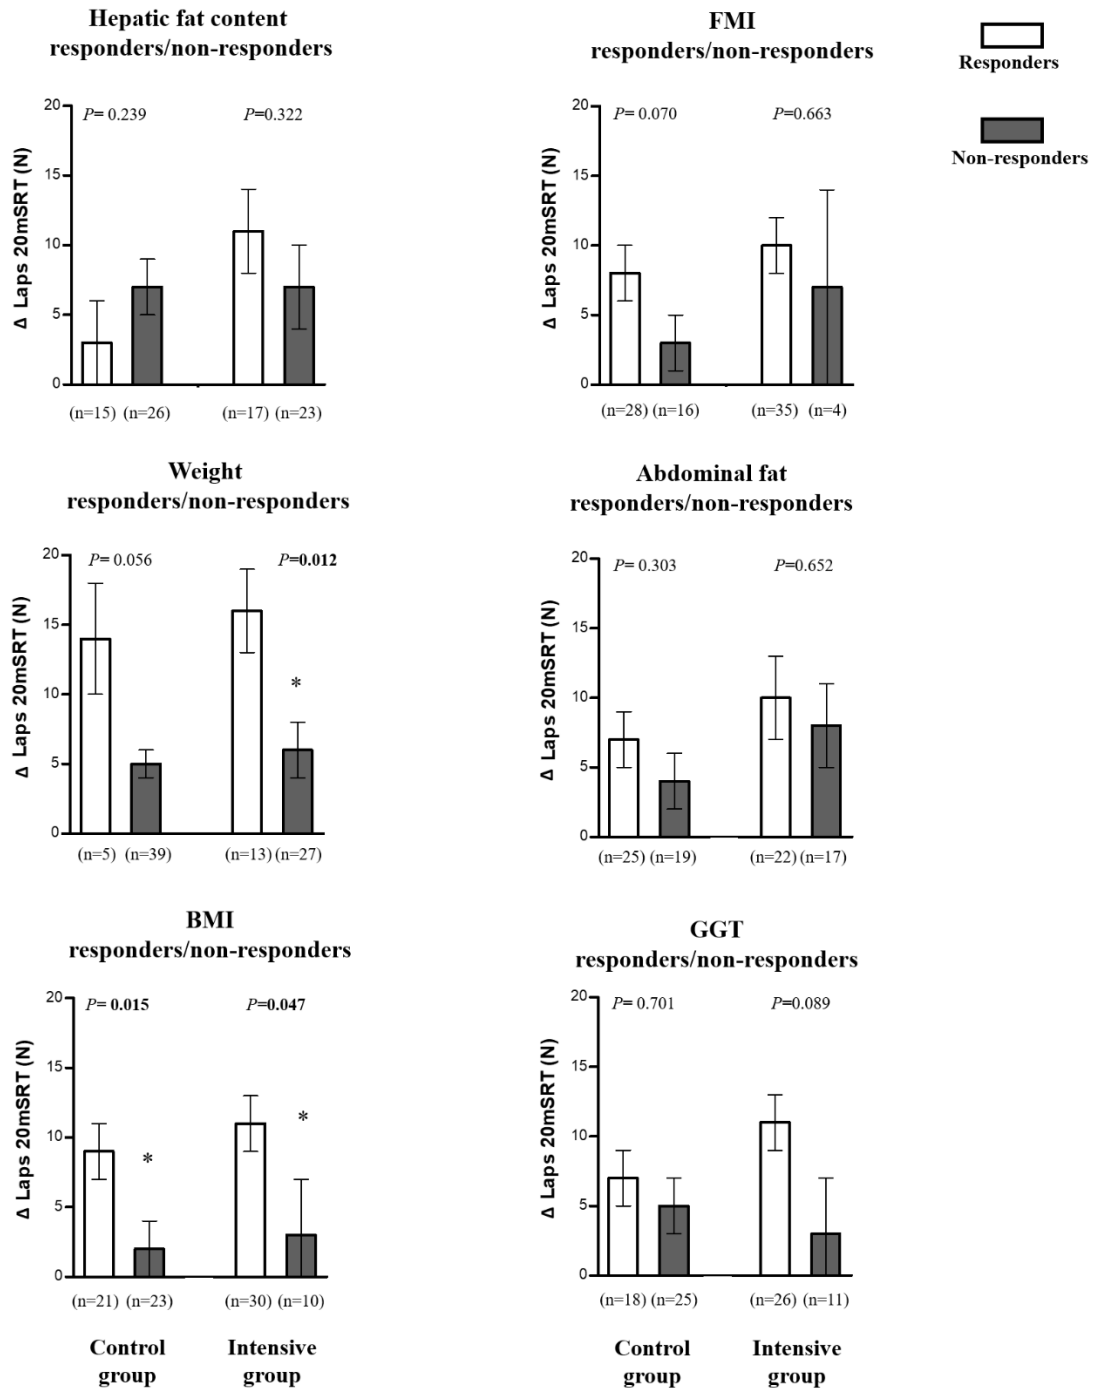 Hepatic fat content
responders/non-responders
20
15
10
5
0
Δ Laps 20mSRT (N)
P= 0.239
P=0.322
(n=15) (n=26)
(n=17) (n=23)
FMI
responders/non-responders
20
15
10
5
0
Δ Laps 20mSRT (N)
P= 0.070
P=0.663
(n=28) (n=16)
(n=35) (n=4)
Responders
Non-responders
Weight
responders/non-responders
20
15
10
5
0
Δ Laps 20mSRT (N)
P= 0.056
P=0.012
*
(n=5) (n=39)
(n=13) (n=27)
Abdominal fat
responders/non-responders
20
15
10
5
0
Δ Laps 20mSRT (N)
P= 0.303
P=0.652
(n=25) (n=19)
(n=22) (n=17)
BMI
responders/non-responders
20
15
10
5
0
Δ Laps 20mSRT (N)
P= 0.015
P=0.047
*
*
(n=21) (n=23)
(n=30) (n=10)
Control
group
Intensive
group
GGT
responders/non-responders
20
15
10
5
0
Δ Laps 20mSRT (N)
P= 0.701
P=0.089
(n=18) (n=25)
(n=26) (n=11)
Control
group
Intensive
group